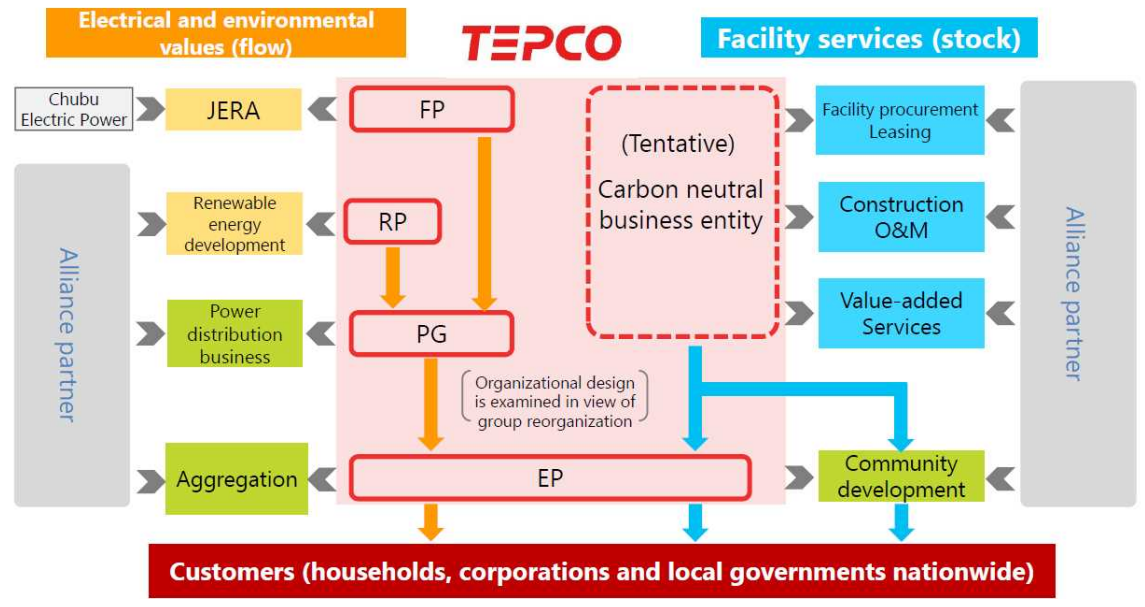 Electrical and environmental
values (flow)
TEPCO
Facility services (stock)
Chubu
Electric Power
JERA
FP
(Tentative)
Carbon neutral
business entity
Facility procurement
Leasing
Renewable
energy
development
RP
Construction
O&M
Alliance partner
Alliance partner
Power
distribution
business
PG
Value-added
Services
Organizational design
is examined in view of
group reorganization
Aggregation
EP
Community
development
Customers (households, corporations and local governments nationwide)